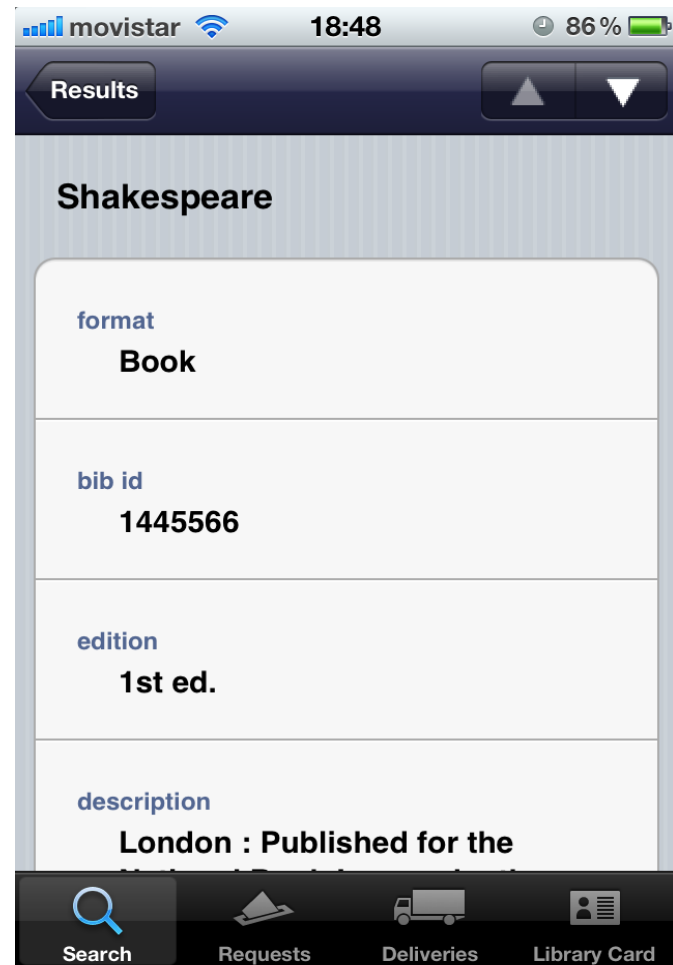 movistar 18:48 86%
Results
Shakespeare
format
Book
bib id
1445566
edition
1st ed.
description
London : Published for the
Search Requests Deliveries Library Card